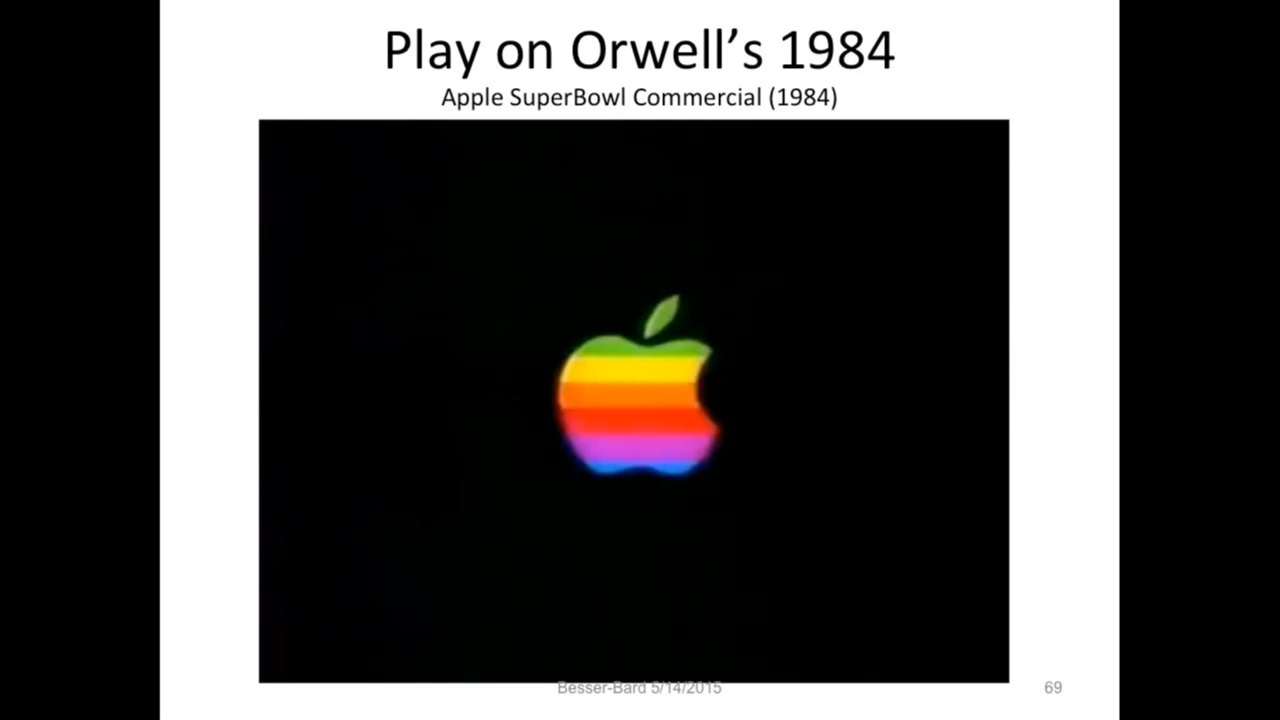 Play on Orwell’s 1984
Apple SuperBowl Commercial (1984)
Besser-Bard 5/14/2015
69